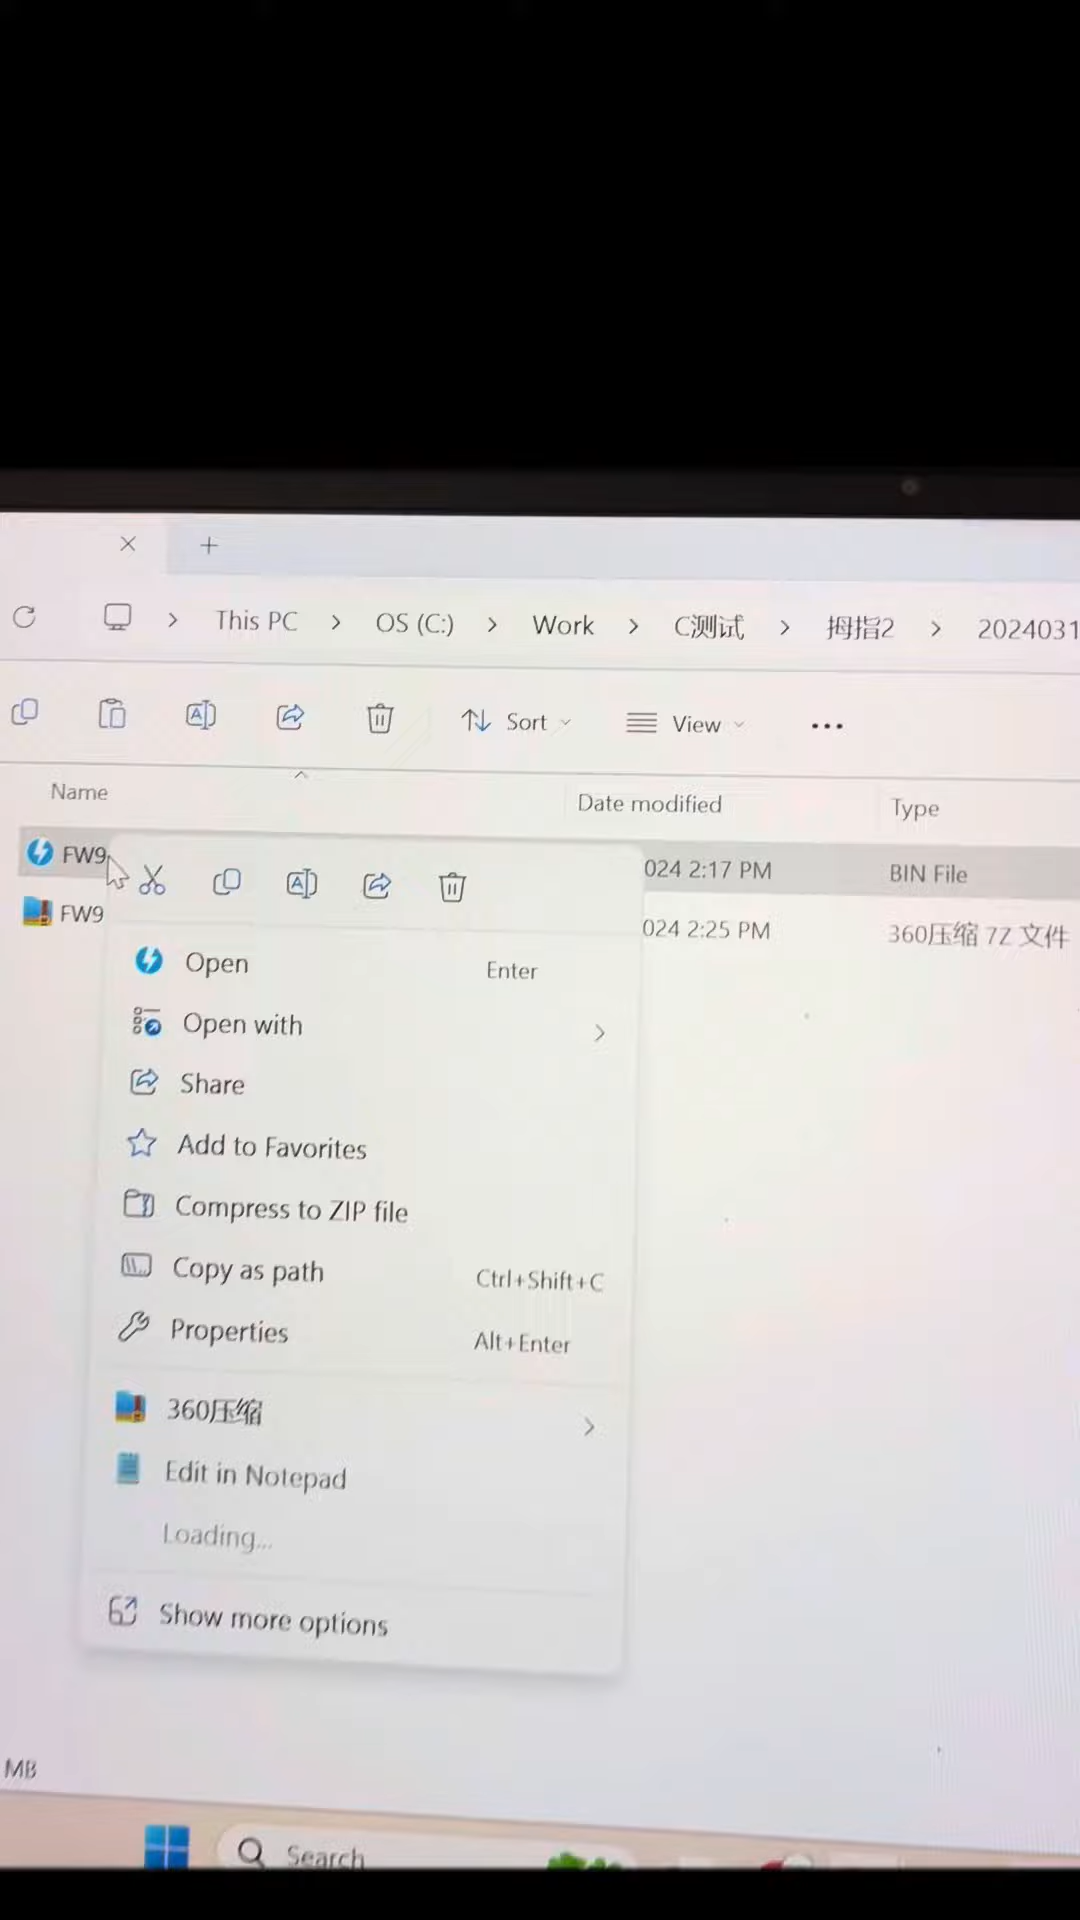 This PC > OS (C:) > Work > C测试 > 拇指2 > 2024031
Sort View ...
Name Date modified Type
FW9 024 2:17 PM BIN File
FW9 024 2:25 PM 360压缩 7Z 文件
Open Enter
Open with
Share
Add to Favorites
Compress to ZIP file
Copy as path Ctrl+Shift+C
Properties Alt+Enter
360压缩
Edit in Notepad
Loading...
Show more options
MB
Search